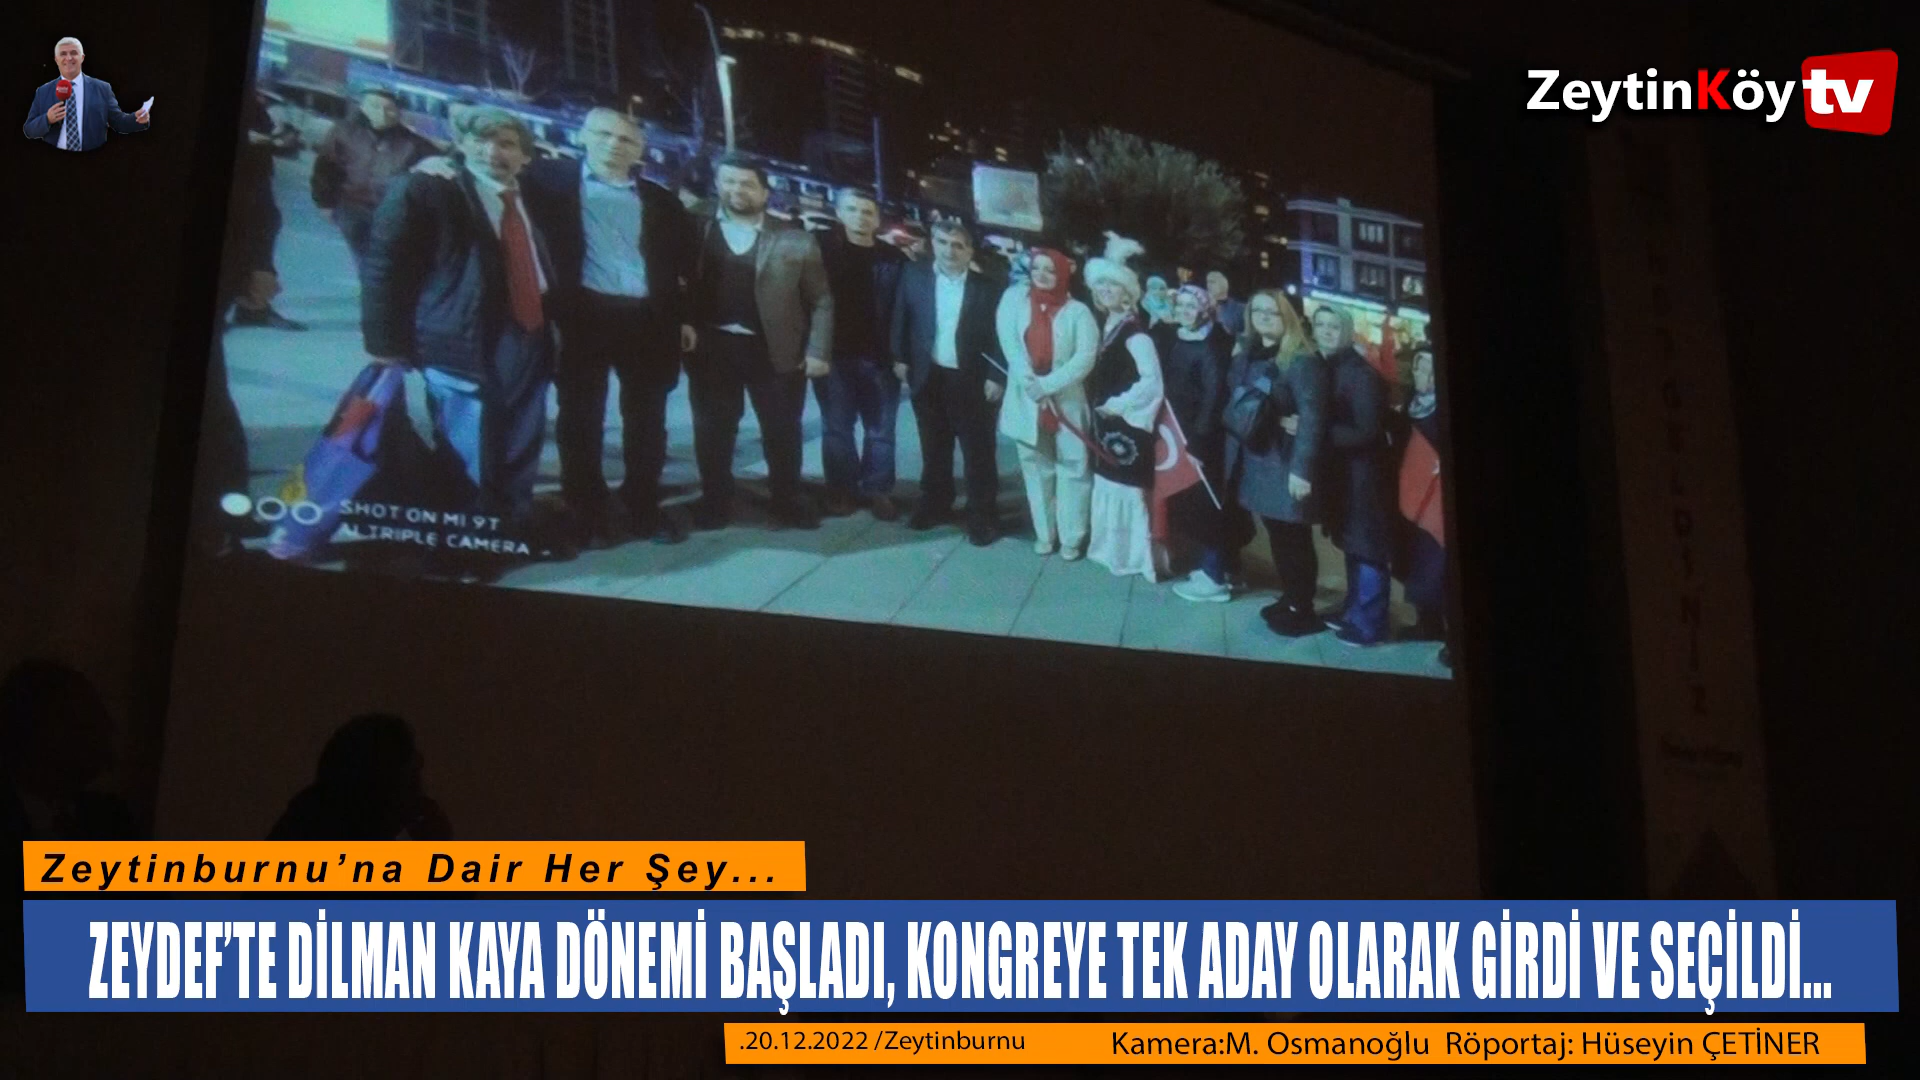 ZeytinKöy tv
SHOT ON MI 9T
AI TRIPLE CAMERA
Zeytinburnu’na Dair Her Şey...
ZEYDEF’TE DİLMAN KAYA DÖNEMİ BAŞLADI, KONGREYE TEK ADAY OLARAK GİRDİ VE SEÇİLDİ...
.20.12.2022 /Zeytinburnu
Kamera:M. Osmanoğlu Röportaj: Hüseyin ÇETİNER